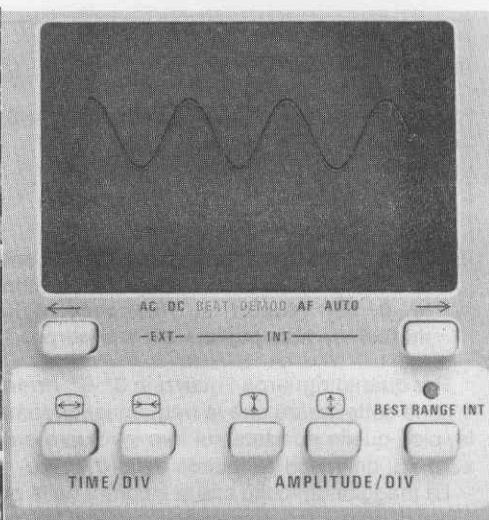 AC DC BEAT DEMOD AF AUTO
EXT INT
BEST RANGE INT
TIME/DIV AMPLITUDE/DIV